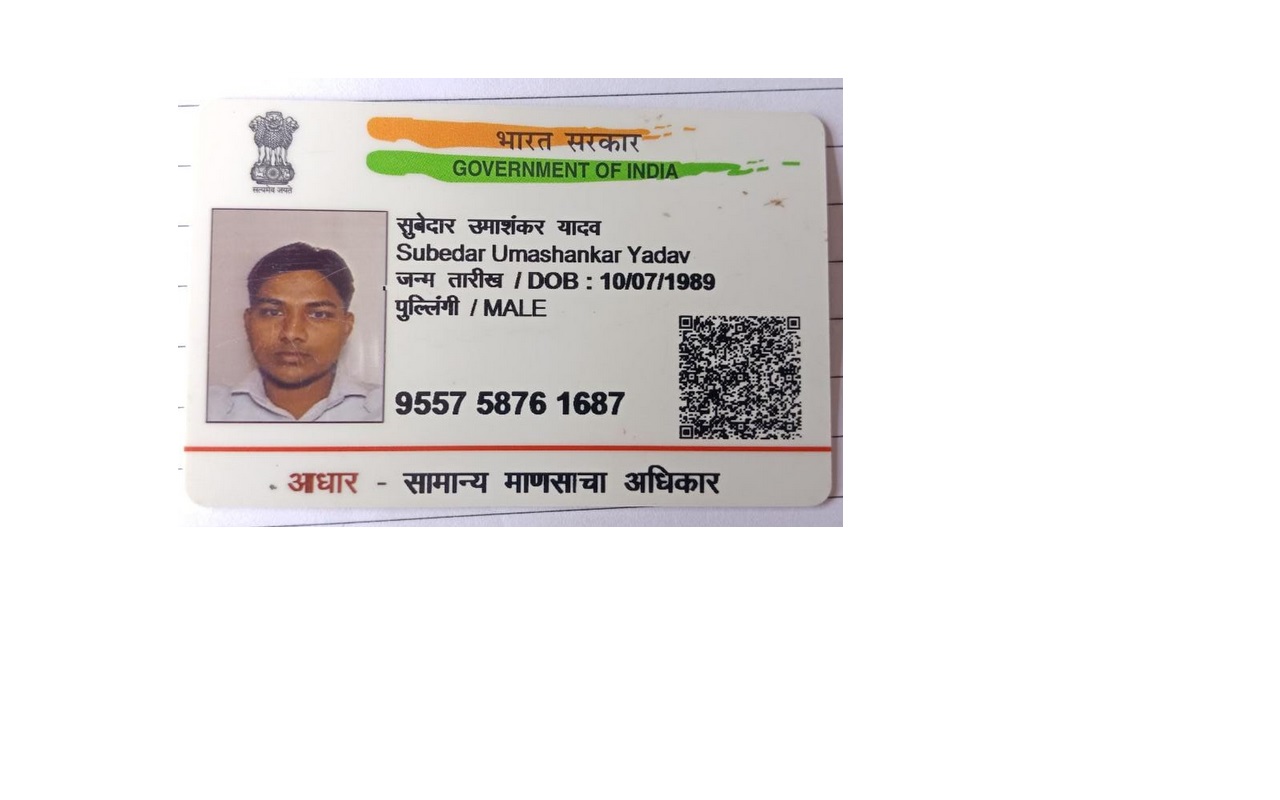 सत्यमेव जयते
भारत सरकार
GOVERNMENT OF INDIA
सुबेदार उमाशंकर यादव
Subedar Umashankar Yadav
जन्म तारीख / DOB : 10/07/1989
पुल्लिंगी / MALE
9557 5876 1687
आधार - सामान्य माणसाचा अधिकार